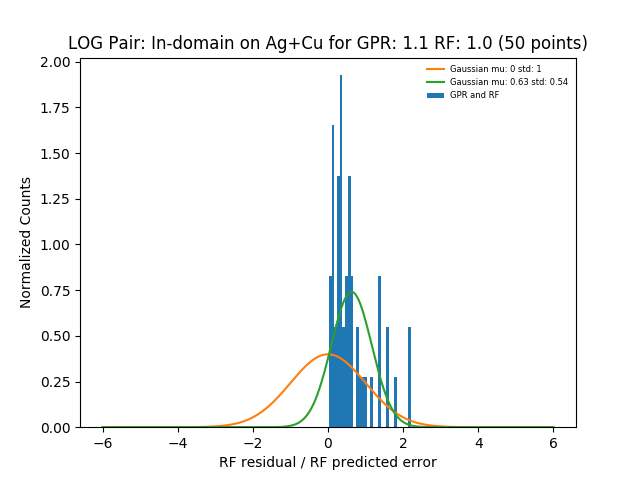 LOG Pair: In-domain on Ag+Cu for GPR: 1.1 RF: 1.0 (50 points)
Gaussian mu: 0 std: 1
Gaussian mu: 0.63 std: 0.54
GPR and RF
2.00
1.75
1.50
1.25
1.00
0.75
0.50
0.25
0.00
Normalized Counts
−6
−4
−2
0
2
4
6
RF residual / RF predicted error